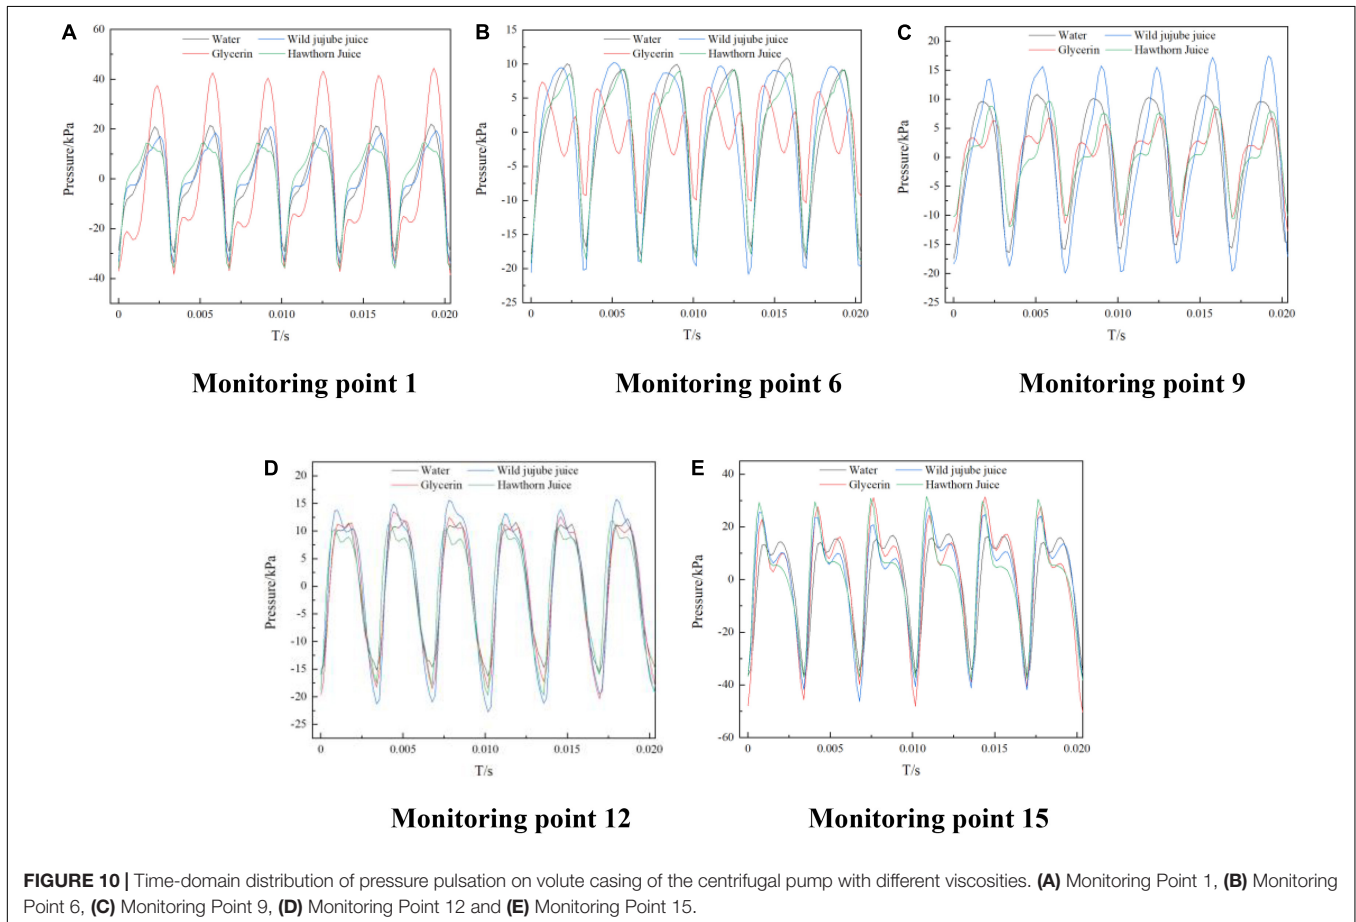 A
60
40
20
0
-20
-40
Pressure/kPa
Water
Wild jujube juice
Glycerin
Hawthorn Juice
0
0.005
0.010
0.015
0.020
T/s
Monitoring point 1
B
15
10
5
0
-5
-10
-15
-20
-25
Pressure/kPa
Water
Wild jujube juice
Glycerin
Hawthorn Juice
0
0.005
0.010
0.015
0.020
T/s
Monitoring point 6
C
20
15
10
5
0
-5
-10
-15
-20
-25
Pressure/kPa
Water
Wild jujube juice
Glycerin
Hawthorn Juice
0
0.005
0.010
0.015
0.020
T/s
Monitoring point 9
D
20
15
10
5
0
-5
-10
-15
-20
-25
Pressure/kPa
Water
Wild jujube juice
Glycerin
Hawthorn Juice
0
0.005
0.010
0.015
0.020
T/s
Monitoring point 12
E
40
20
0
-20
-40
-60
Pressure/kPa
Water
Wild jujube juice
Glycerin
Hawthorn Juice
0
0.005
0.010
0.015
0.020
T/s
Monitoring point 15
FIGURE 10 | Time-domain distribution of pressure pulsation on volute casing of the centrifugal pump with different viscosities. (A) Monitoring Point 1, (B) Monitoring
Point 6, (C) Monitoring Point 9, (D) Monitoring Point 12 and (E) Monitoring Point 15.